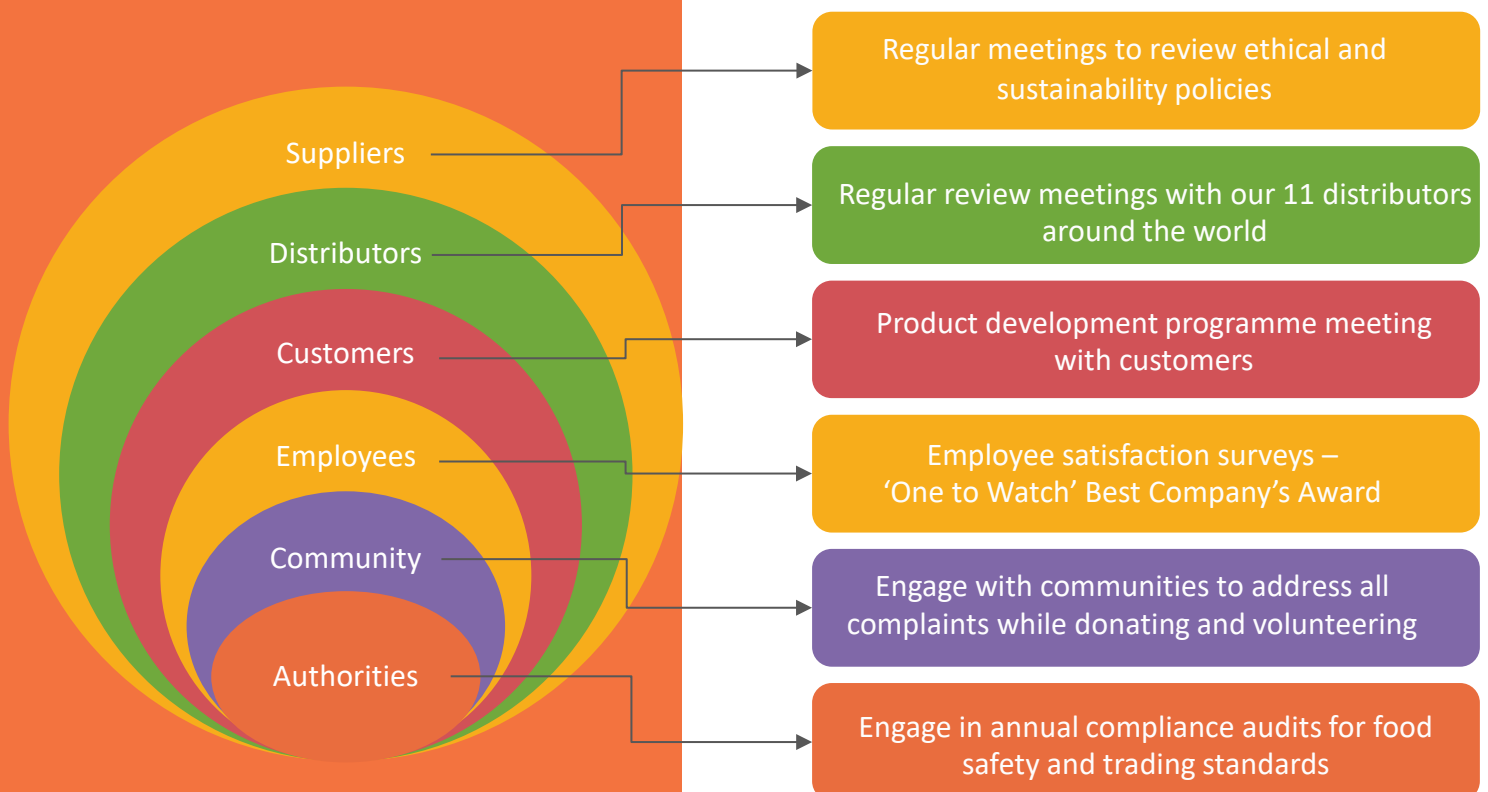 Suppliers
Regular meetings to review ethical and
sustainability policies
Distributors
Regular review meetings with our 11 distributors
around the world
Customers
Product development programme meeting
with customers
Employees
Employee satisfaction surveys –
‘One to Watch’ Best Company’s Award
Community
Engage with communities to address all
complaints while donating and volunteering
Authorities
Engage in annual compliance audits for food
safety and trading standards